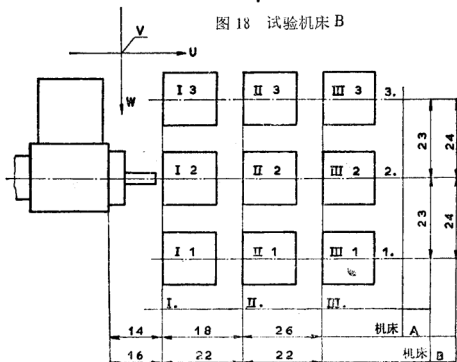 图 18 试验机床 B
V
U
W
I 3 II 3 III 3 3.
I 2 II 2 III 2 2.
I 1 II 1 III 1 1.
23 24
23 24
I. II. III.
14 18 26 机床 A
16 22 22 机床 B